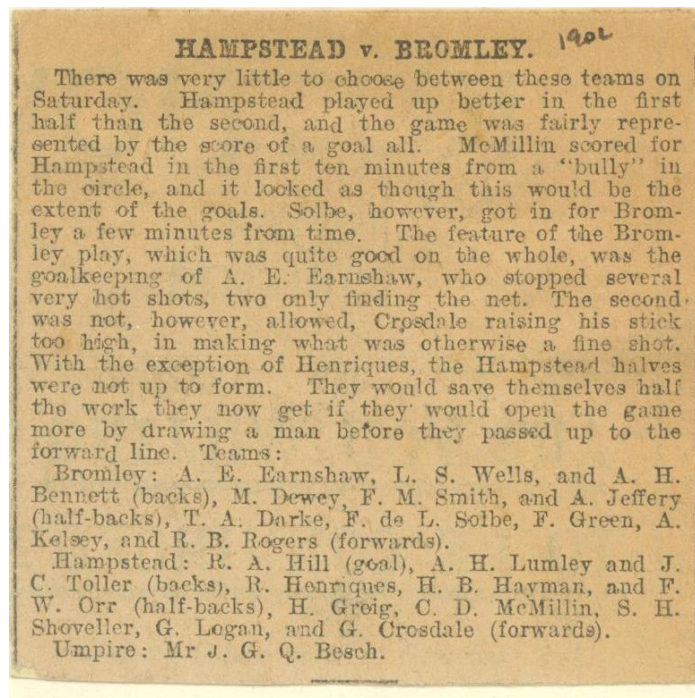 HAMPSTEAD v. BROMLEY. 1902
There was very little to choose between these teams on
Saturday. Hampstead played up better in the first
half than the second, and the game was fairly repre-
sented by the score of a goal all. McMillin scored for
Hampstead in the first ten minutes from a "bully" in
the circle, and it looked as though this would be the
extent of the goals. Solbe, however, got in for Brom-
ley a few minutes from time. The feature of the Brom-
ley play, which was quite good on the whole, was the
goalkeeping of A. E. Earnshaw, who stopped several
very hot shots, two only finding the net. The second
was not, however, allowed, Crosdale raising his stick
too high, in making what was otherwise a fine shot.
With the exception of Henriques, the Hampstead halves
were not up to form. They would save themselves half
the work they now get if they would open the game
more by drawing a man before they passed up to the
forward line. Teams:
Bromley: A. E. Earnshaw, L. S. Wells, and A. H.
Bennett (backs), M. Dewey, F. M. Smith, and A. Jeffery
(half-backs), T. A. Darke, F. de L. Solbe, F. Green, A.
Kelsey, and R. B. Rogers (forwards).
Hampstead: R. A. Hill (goal), A. H. Lumley and J.
C. Toller (backs), R. Henriques, H. B. Hayman, and F.
W. Orr (half-backs), H. Greig, C. D. McMillin, S. H.
Shoveller, G. Logan, and G. Crosdale (forwards).
Umpire: Mr J. G. Q. Besch.